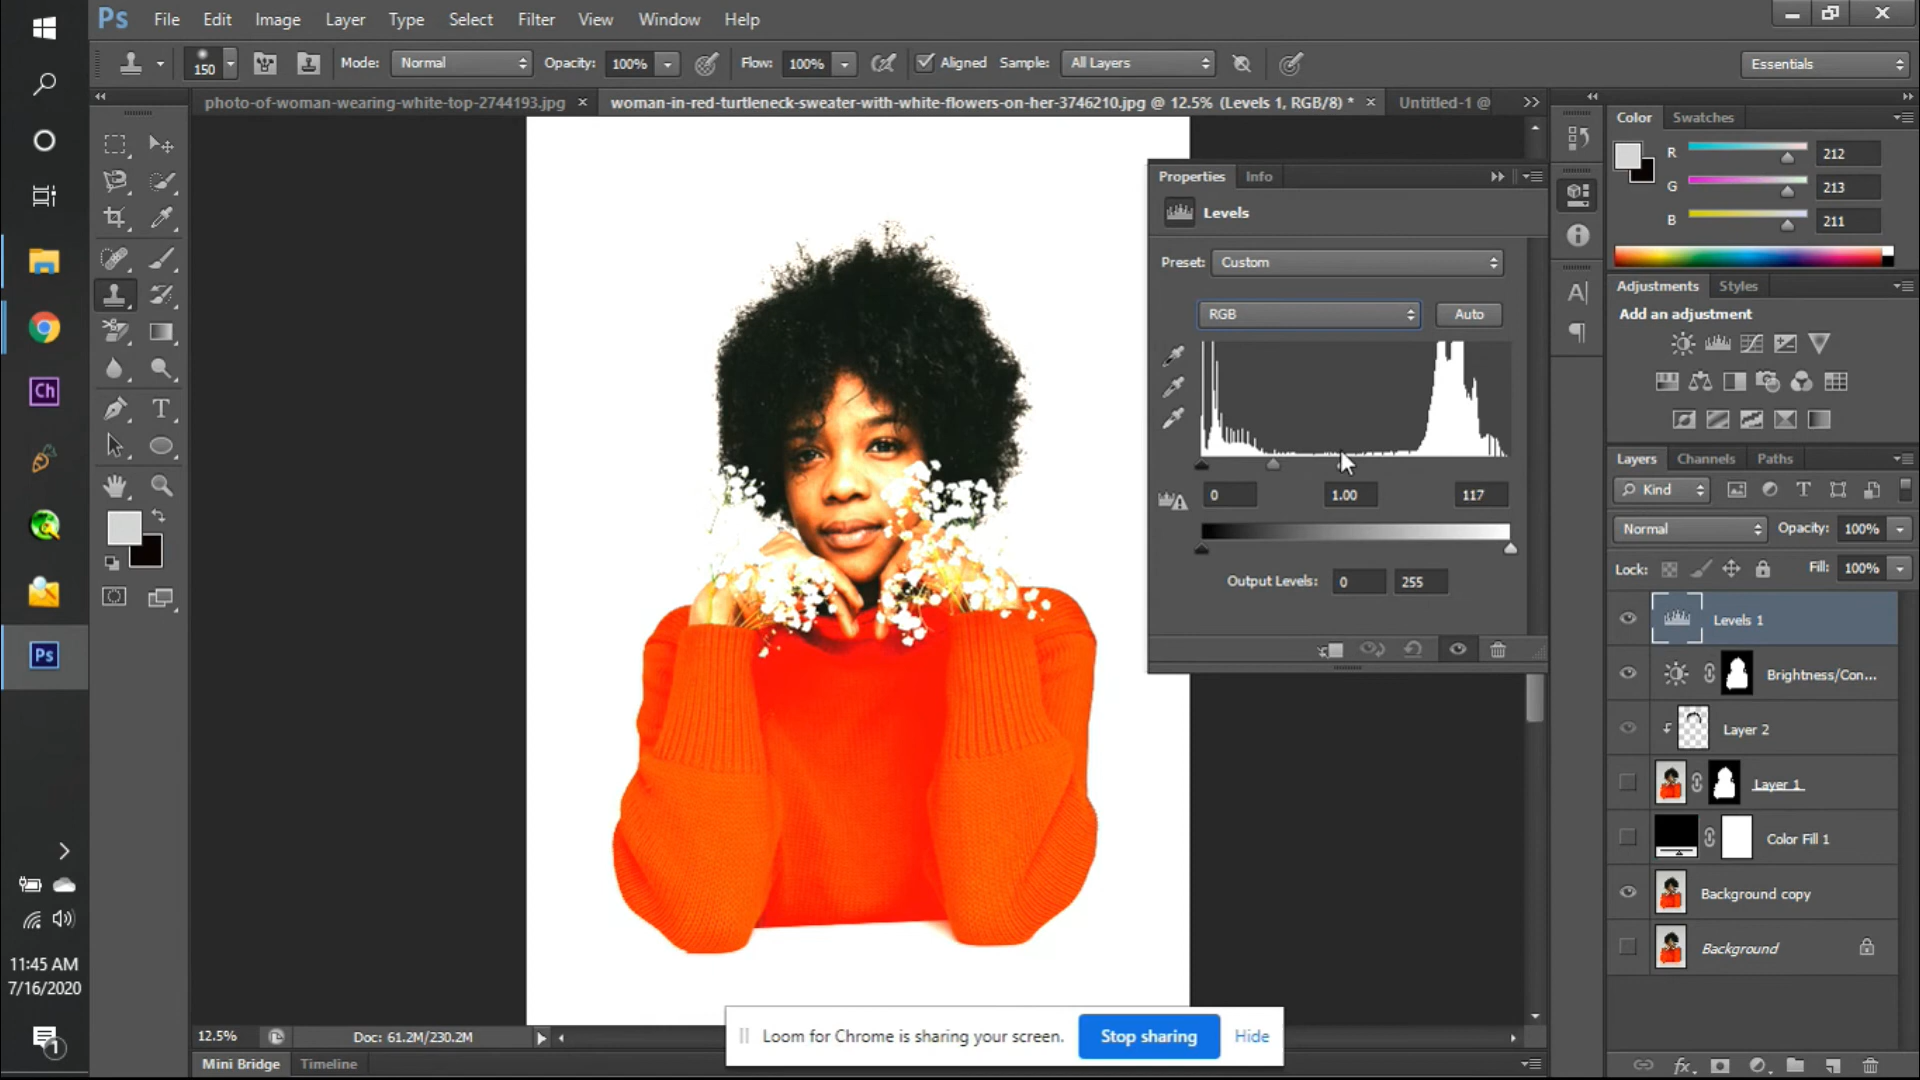 Ps File Edit Image Layer Type Select Filter View Window Help
150 Mode: Normal Opacity: 100% Flow: 100% Aligned Sample: All Layers Essentials
photo-of-woman-wearing-white-top-2744193.jpg × woman-in-red-turtleneck-sweater-with-white-flowers-on-her-3746210.jpg @ 12.5% (Levels 1, RGB/8) * × Untitled-1 @
Color Swatches
R 212
G 187
B 211
Properties Info
Levels
Preset: Custom
RGB Auto
0 1.00 117
Output Levels: 0 255
213
Adjustments Styles
Add an adjustment
Layers Channels Paths
Kind
Normal Opacity: 100%
Lock: Fill: 100%
Levels 1
Brightness/Con...
Layer 2
Layer 1
Color Fill 1
Background copy
Background
Ch
Ps
11:45 AM
7/16/2020
1
12.5% Doc: 61.2M/230.2M
Loom for Chrome is sharing your screen. Stop sharing Hide
Mini Bridge Timeline